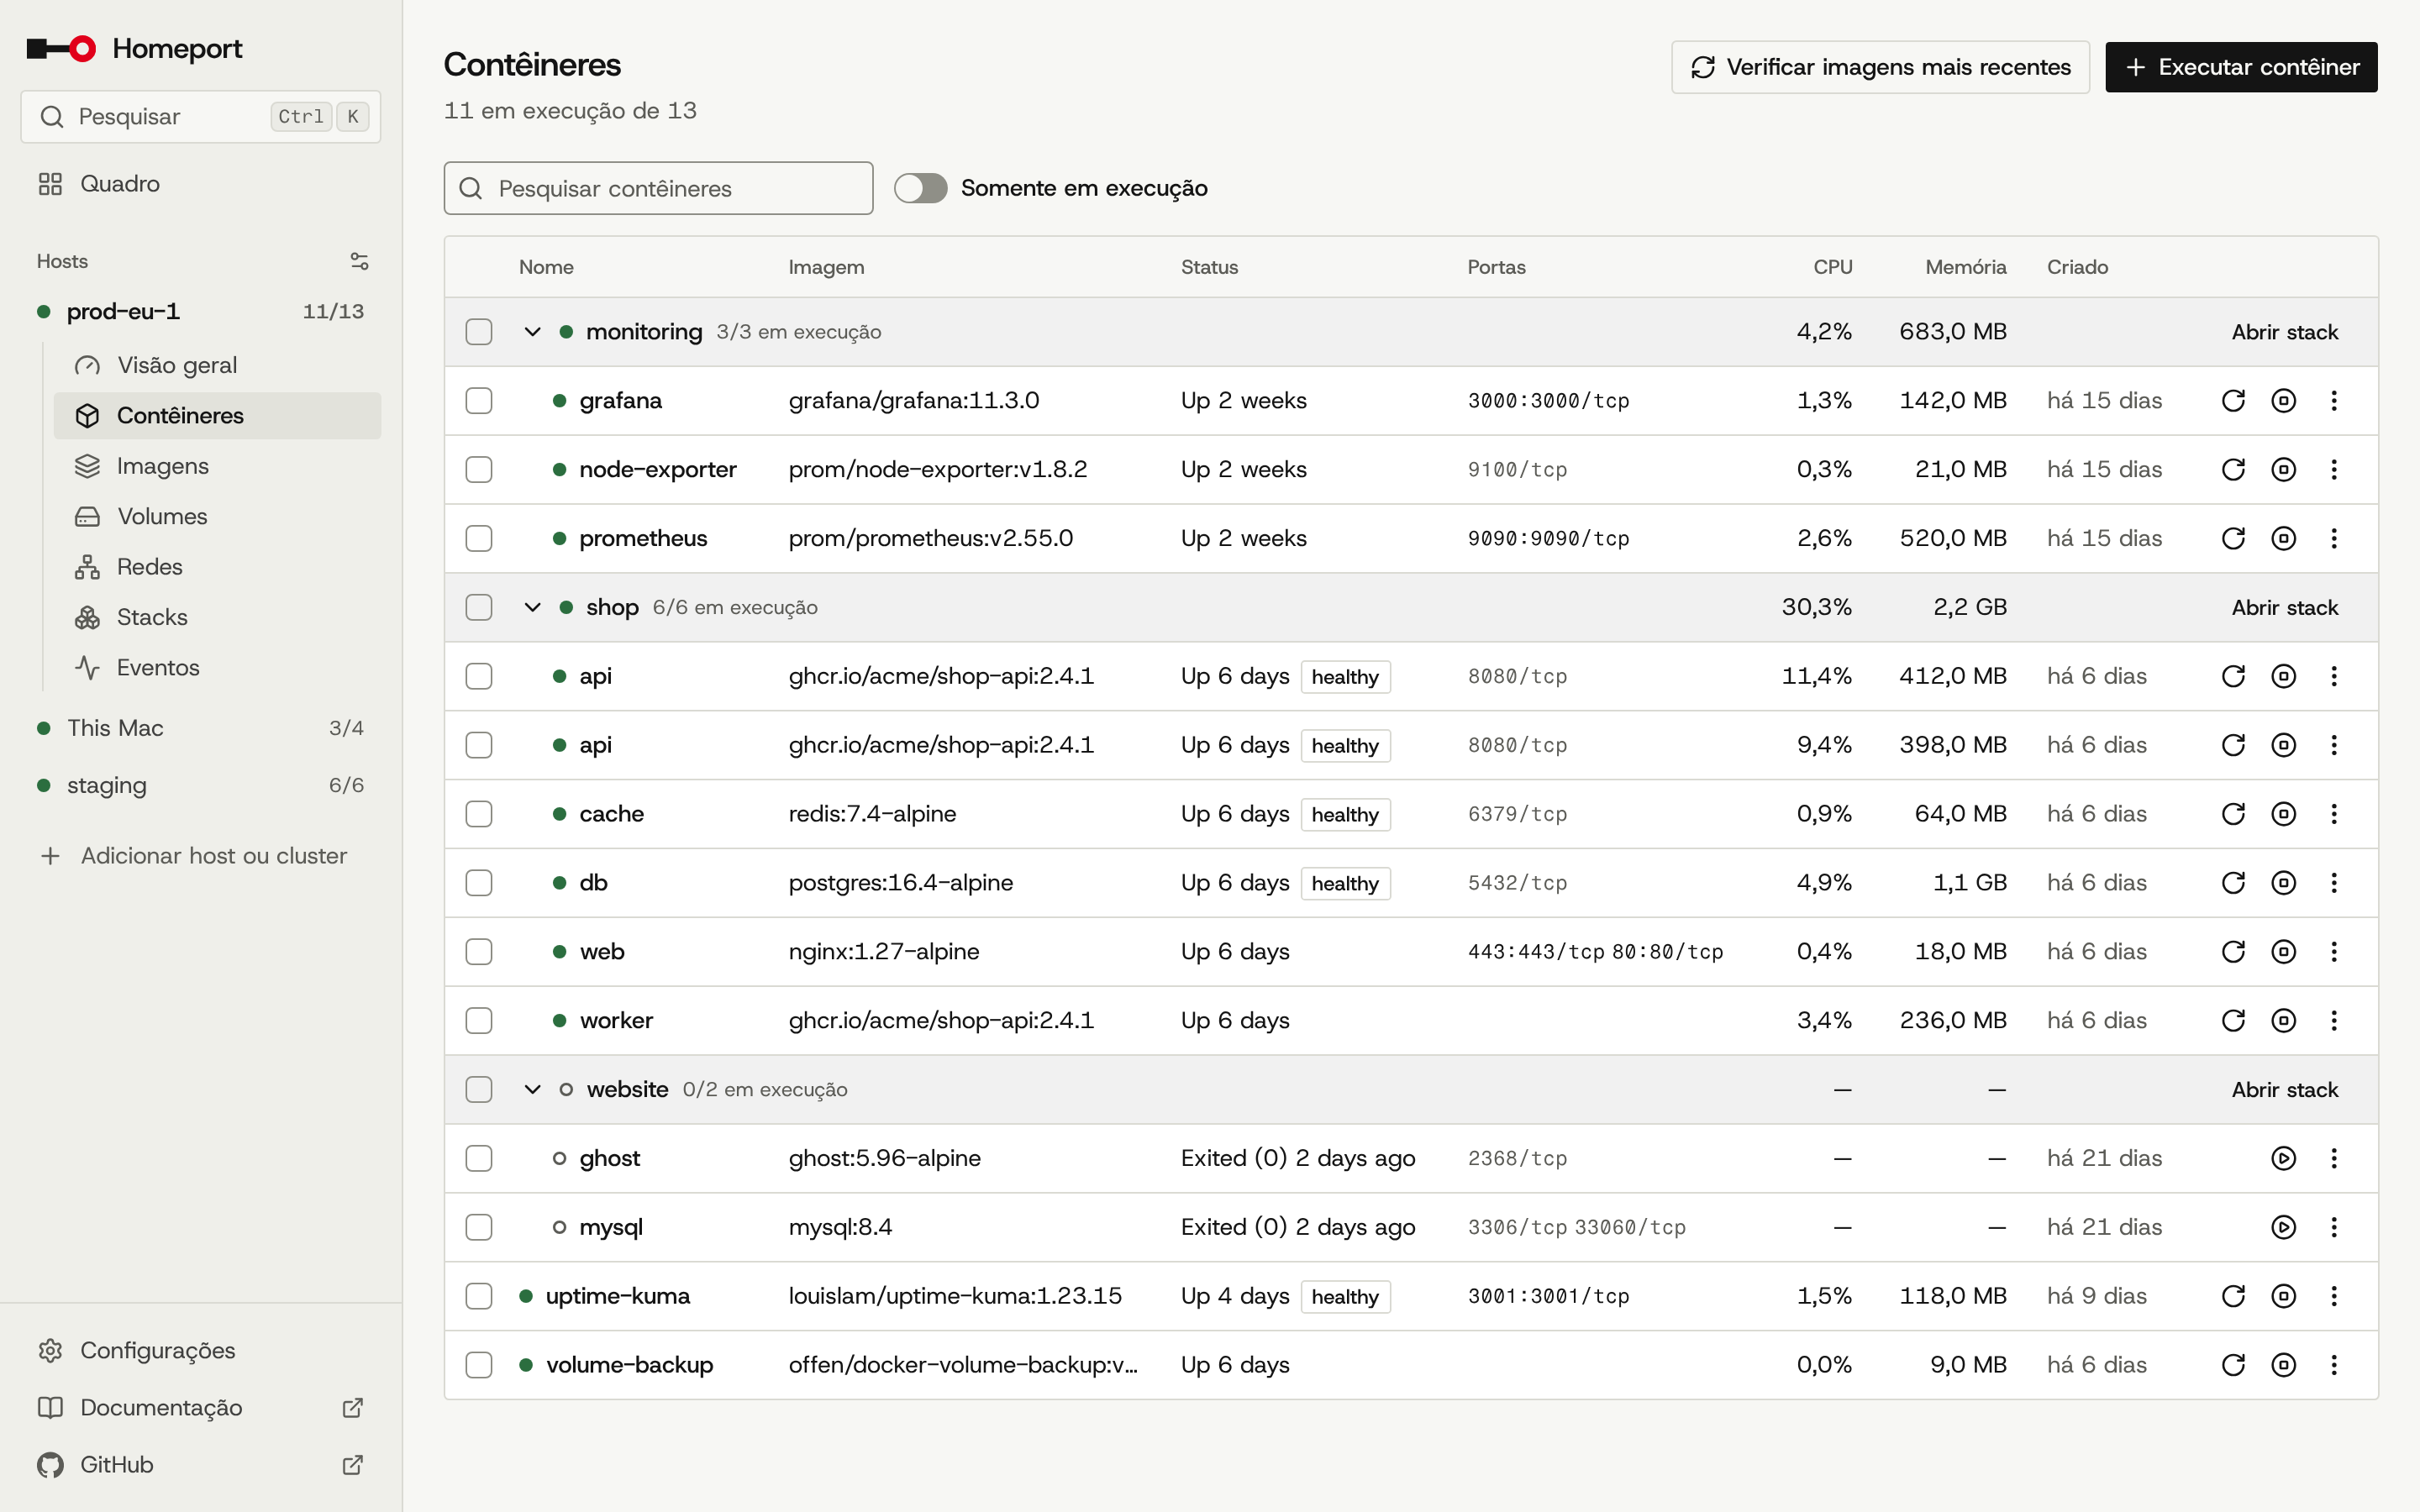 Homeport
Pesquisar Ctrl K
Quadro
Hosts
prod-eu-1 11/13
Visão geral
Contêineres
Imagens
Volumes
Redes
Stacks
Eventos
This Mac 3/4
staging 6/6
Adicionar host ou cluster
Configurações
Documentação
GitHub
Contêineres
11 em execução de 13
Verificar imagens mais recentes
Executar contêiner
Pesquisar contêineres
Somente em execução
Nome Imagem Status Portas CPU Memória Criado
monitoring 3/3 em execução 4,2% 683,0 MB Abrir stack
grafana grafana/grafana:11.3.0 Up 2 weeks 3000:3000/tcp 1,3% 142,0 MB há 15 dias
node-exporter prom/node-exporter:v1.8.2 Up 2 weeks 9100/tcp 0,3% 21,0 MB há 15 dias
prometheus prom/prometheus:v2.55.0 Up 2 weeks 9090:9090/tcp 2,6% 520,0 MB há 15 dias
shop 6/6 em execução 30,3% 2,2 GB Abrir stack
api ghcr.io/acme/shop-api:2.4.1 Up 6 days healthy 8080/tcp 11,4% 412,0 MB há 6 dias
api ghcr.io/acme/shop-api:2.4.1 Up 6 days healthy 8080/tcp 9,4% 398,0 MB há 6 dias
cache redis:7.4-alpine Up 6 days healthy 6379/tcp 0,9% 64,0 MB há 6 dias
db postgres:16.4-alpine Up 6 days healthy 5432/tcp 4,9% 1,1 GB há 6 dias
web nginx:1.27-alpine Up 6 days 443:443/tcp 80:80/tcp 0,4% 18,0 MB há 6 dias
worker ghcr.io/acme/shop-api:2.4.1 Up 6 days 3,4% 236,0 MB há 6 dias
website 0/2 em execução — — Abrir stack
ghost ghost:5.96-alpine Exited (0) 2 days ago 2368/tcp — — há 21 dias
mysql mysql:8.4 Exited (0) 2 days ago 3306/tcp 33060/tcp — — há 21 dias
uptime-kuma louislam/uptime-kuma:1.23.15 Up 4 days healthy 3001:3001/tcp 1,5% 118,0 MB há 9 dias
volume-backup offen/docker-volume-backup:v… Up 6 days 0,0% 9,0 MB há 6 dias